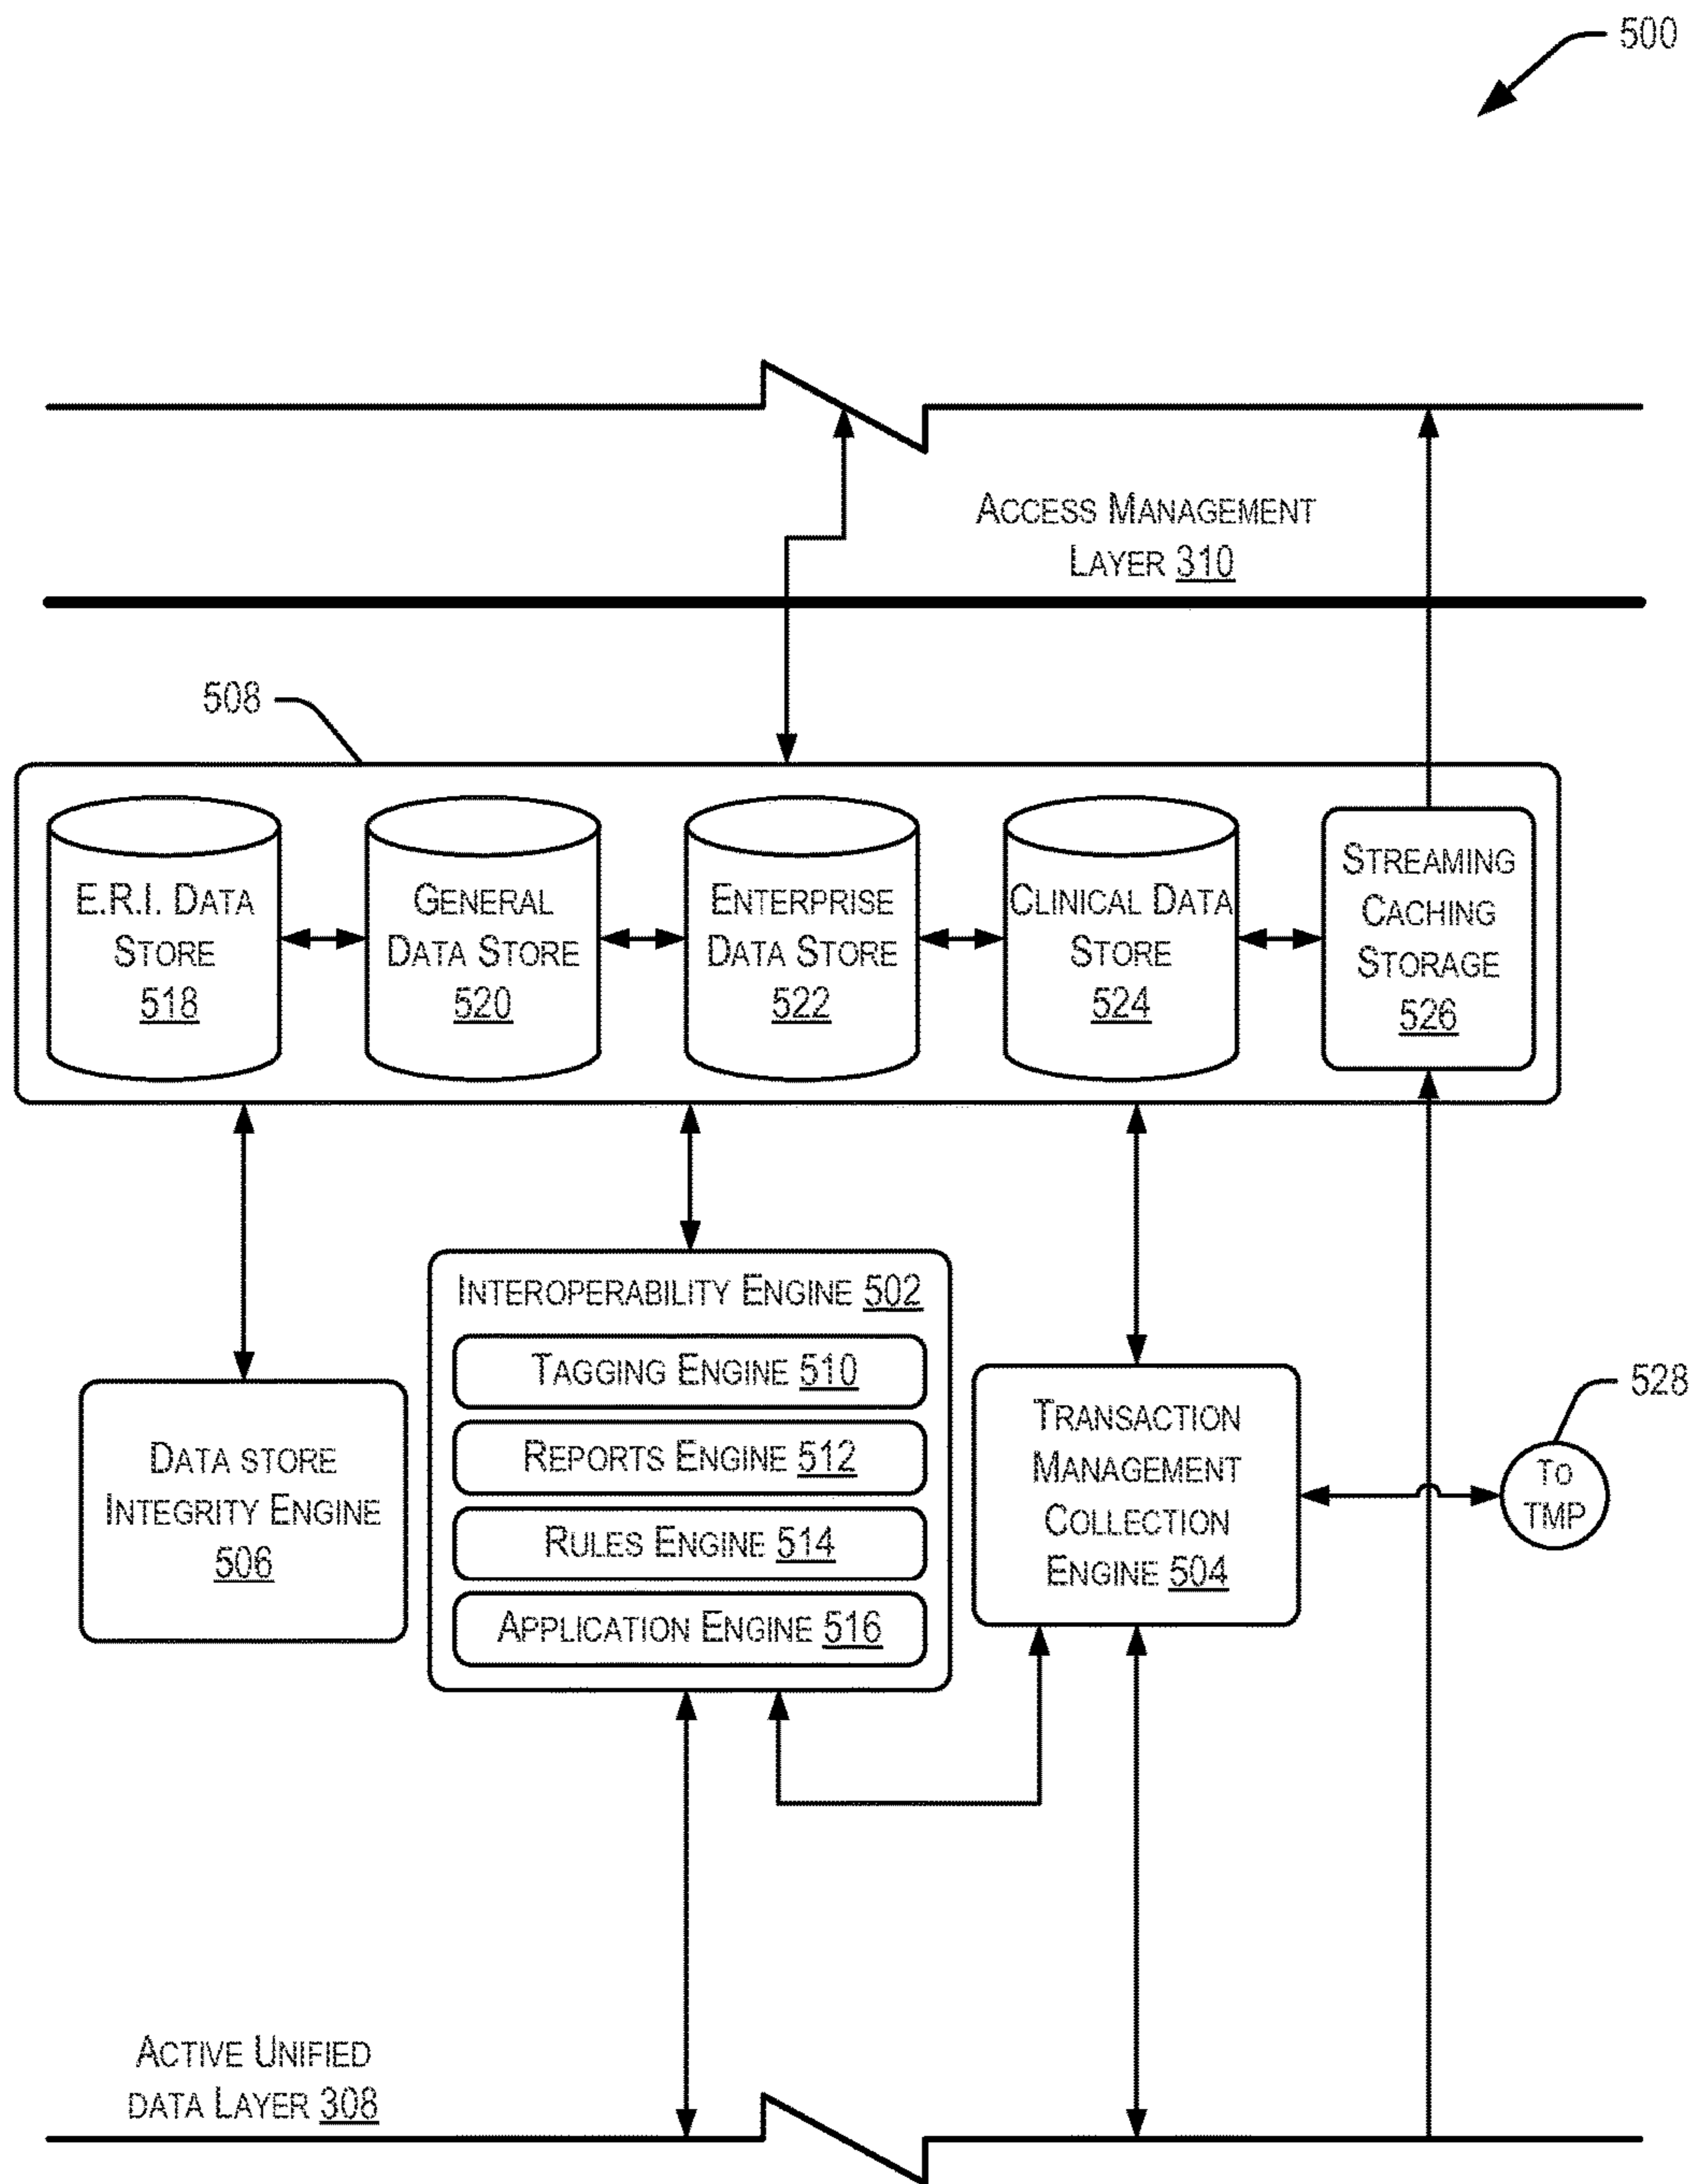 500
ACCESS MANAGEMENT
LAYER 310
508
E.R.I. DATA
STORE
518
GENERAL
DATA STORE
520
ENTERPRISE
DATA STORE
522
CLINICAL DATA
STORE
524
STREAMING
CACHING
STORAGE
526
DATA STORE
INTEGRITY ENGINE
506
INTEROPERABILITY ENGINE 502
TAGGING ENGINE 510
REPORTS ENGINE 512
RULES ENGINE 514
APPLICATION ENGINE 516
TRANSACTION
MANAGEMENT
COLLECTION
ENGINE 504
528
TO
TMP
ACTIVE UNIFIED
DATA LAYER 308